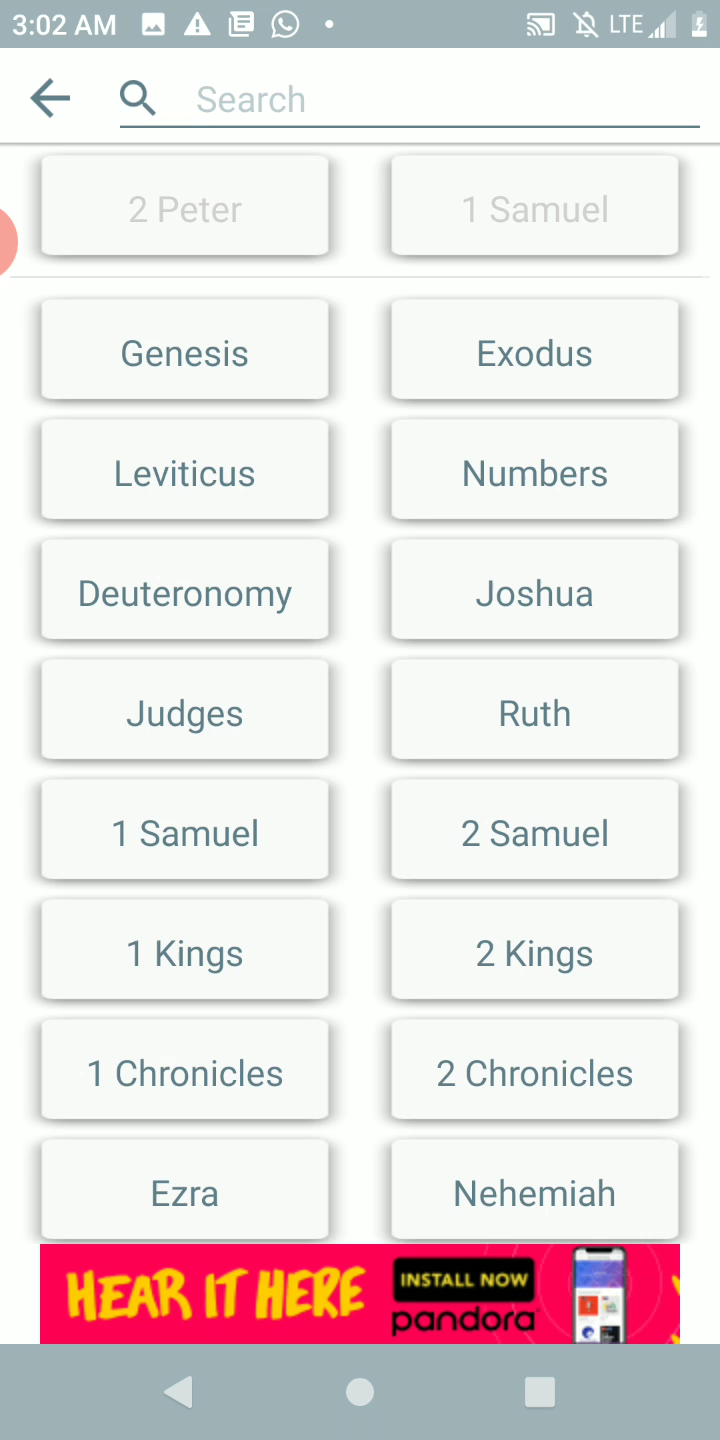 3:02 AM LTE
Search
2 Peter 1 Samuel
Genesis Exodus
Leviticus Numbers
Deuteronomy Joshua
Judges Ruth
1 Samuel 2 Samuel
1 Kings 2 Kings
1 Chronicles 2 Chronicles
Ezra Nehemiah
HEAR IT HERE INSTALL NOW
pandora